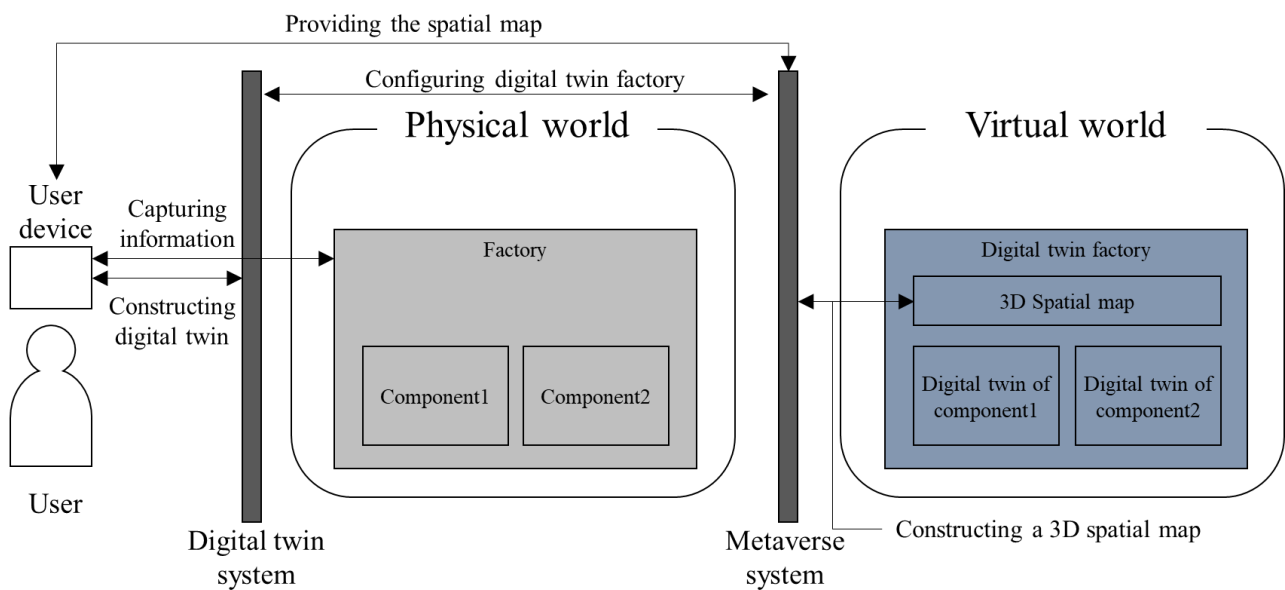 Providing the spatial map
Configuring digital twin factory
Physical world
Virtual world
User
device
Capturing
information
Constructing
digital twin
User
Factory
Component1
Component2
Digital twin factory
3D Spatial map
Digital twin of
component1
Digital twin of
component2
Digital twin
system
Metaverse
system
Constructing a 3D spatial map